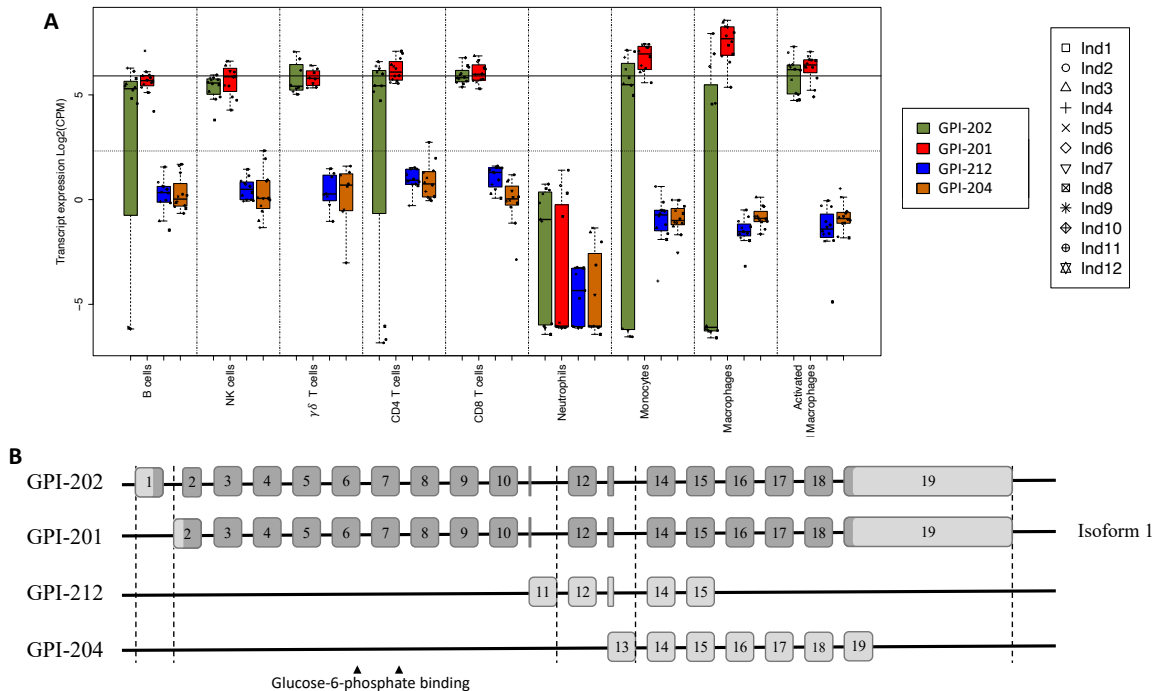 A
Transcript expression Log2(CPM)
5
0
−5
B cells
NK cells
γδ T cells
CD4 T cells
CD8 T cells
Neutrophils
Monocytes
Macrophages
Activated
Macrophages
GPI-202
GPI-201
GPI-212
GPI-204
Ind1
Ind2
Ind3
Ind4
Ind5
Ind6
Ind7
Ind8
Ind9
Ind10
Ind11
Ind12
B
GPI-202 1 2 3 4 5 6 7 8 9 10 12 14 15 16 17 18 19
GPI-201 2 3 4 5 6 7 8 9 10 12 14 15 16 17 18 19 Isoform 1
GPI-212 11 12 14 15
GPI-204 13 14 15 16 17 18 19
Glucose-6-phosphate binding